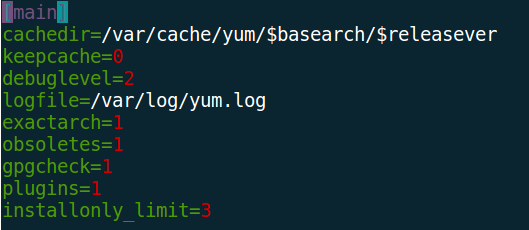 [main]
cachedir=/var/cache/yum/$basearch/$releasever
keepcache=0
debuglevel=2
logfile=/var/log/yum.log
exactarch=1
obsoletes=1
gpgcheck=1
plugins=1
installonly_limit=3